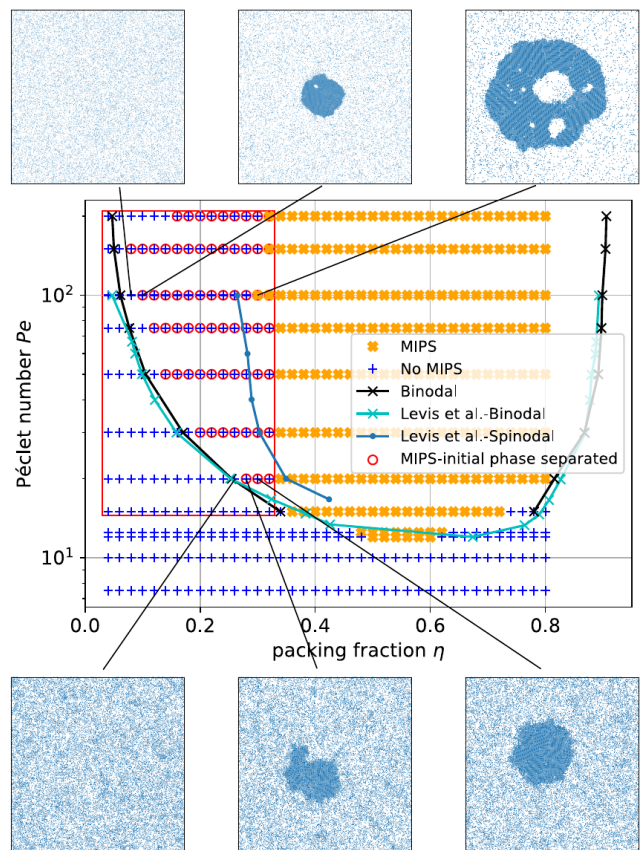 10²
10¹
Péclet number Pe
MIPS
No MIPS
Binodal
Levis et al.-Binodal
Levis et al.-Spinodal
MIPS-initial phase separated
0.0 0.2 0.4 0.6 0.8
packing fraction η